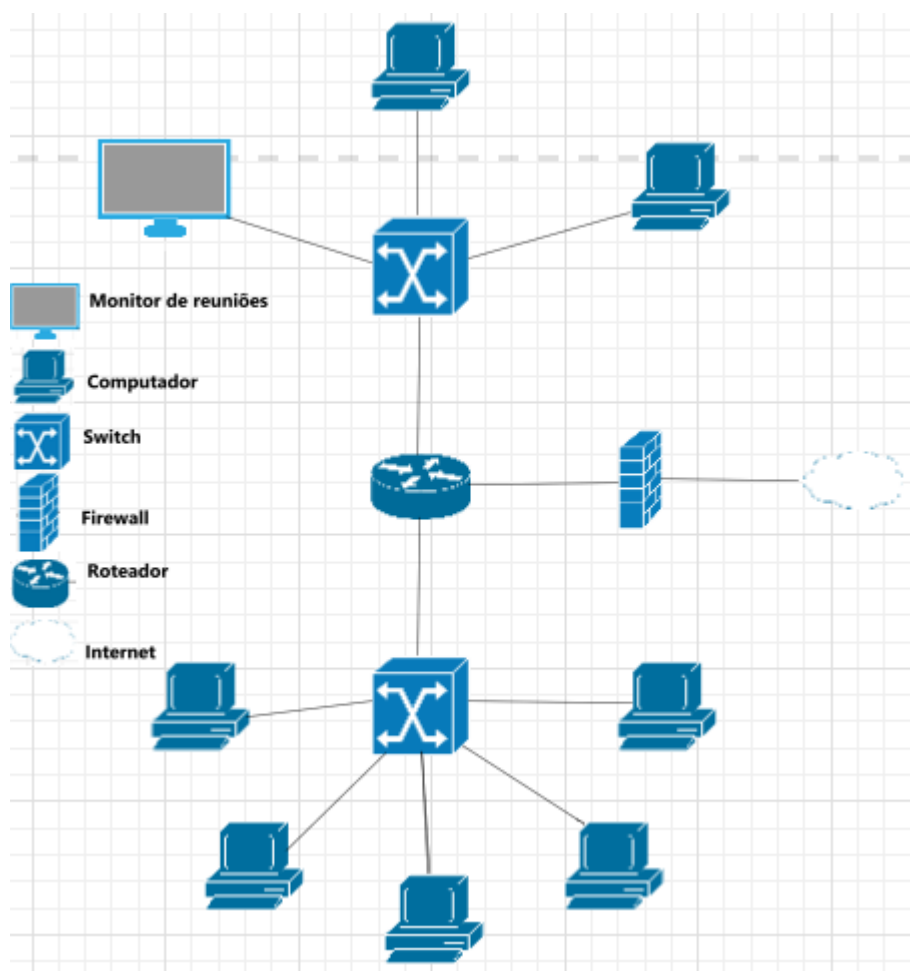 Monitor de reuniões
Computador
Switch
Firewall
Roteador
Internet